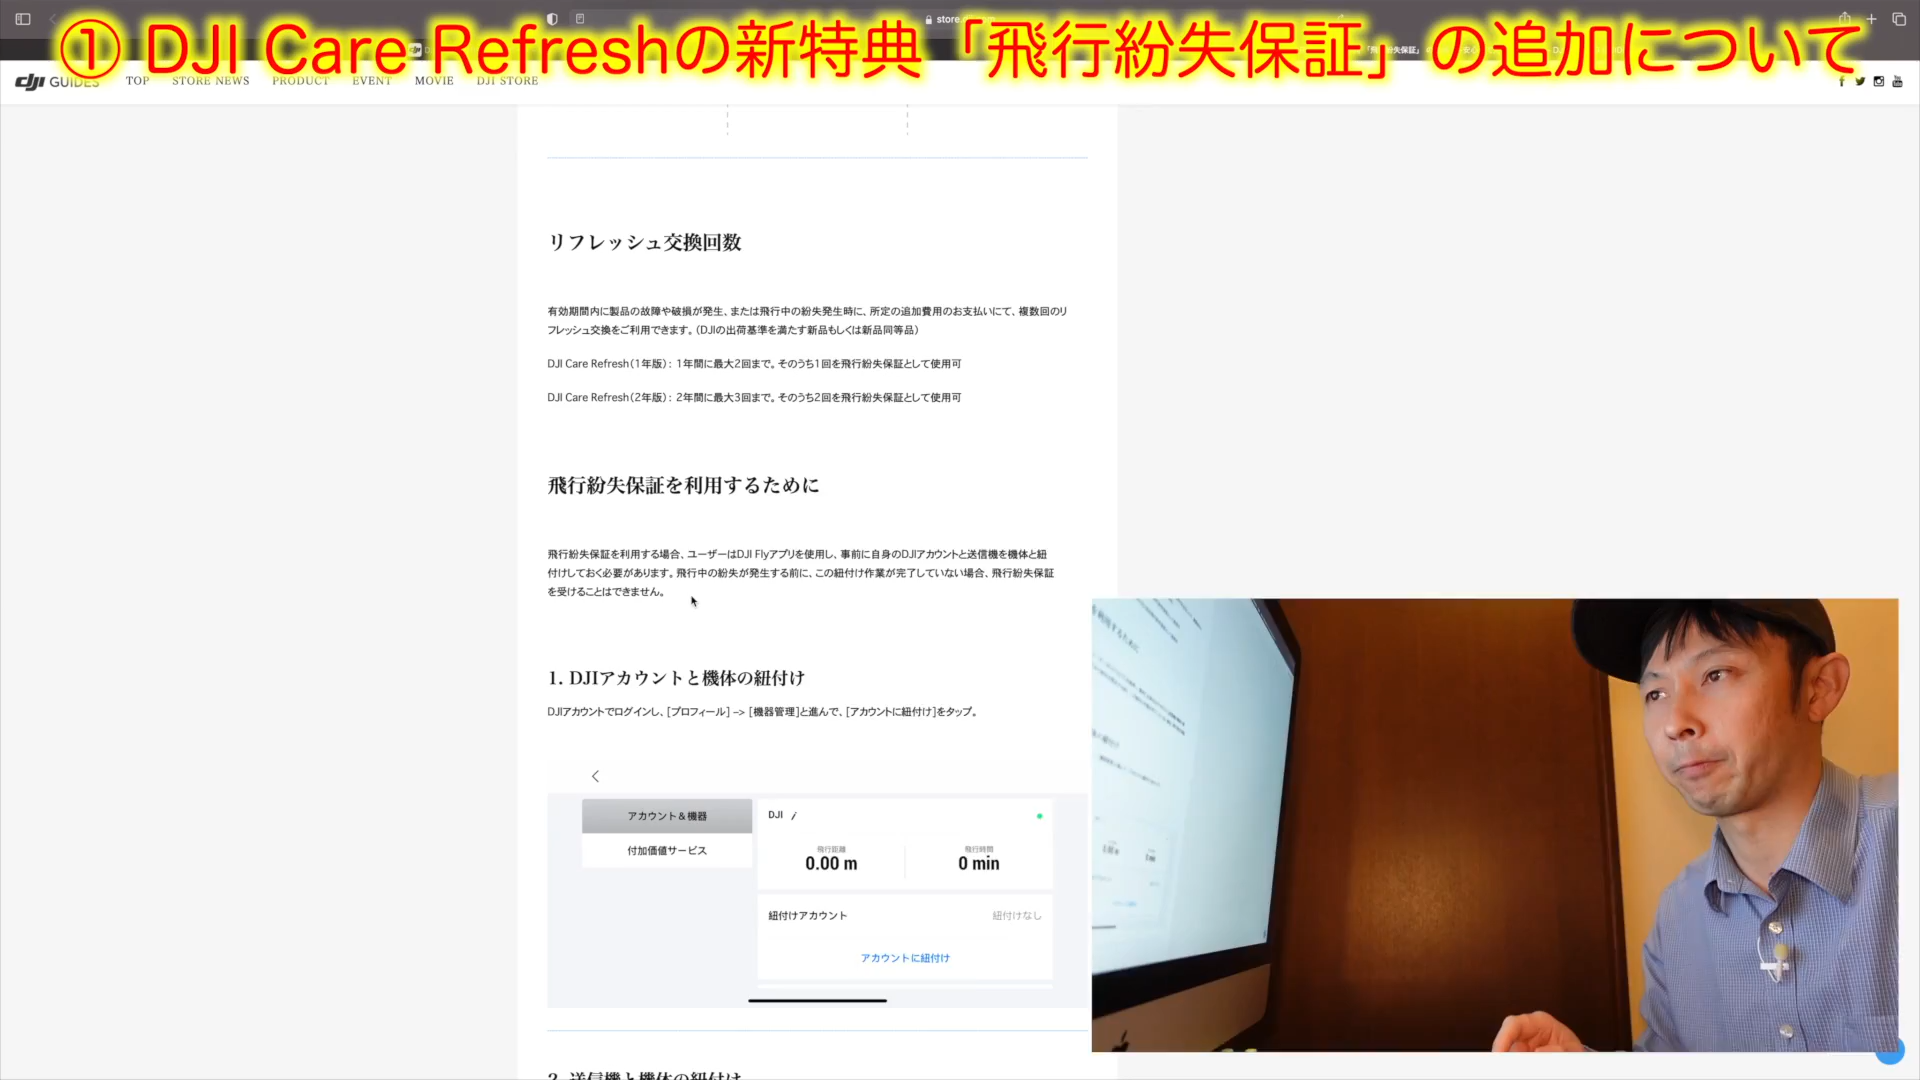 ① DJI Care Refreshの新特典「飛行紛失保証」の追加について
dji GUIDES TOP STORE NEWS PRODUCT EVENT MOVIE DJI STORE
リフレッシュ交換回数
有効期間内に製品の故障や破損が発生、または飛行中の紛失発生時に、所定の追加費用のお支払いにて、複数回のリ
フレッシュ交換をご利用できます。（DJIの出荷基準を満たす新品もしくは新品同等品）
DJI Care Refresh（1年版）： 1年間に最大2回まで。そのうち1回を飛行紛失保証として使用可
DJI Care Refresh（2年版）： 2年間に最大3回まで。そのうち2回を飛行紛失保証として使用可
飛行紛失保証を利用するために
飛行紛失保証を利用する場合、ユーザーはDJI Flyアプリを使用し、事前に自身のDJIアカウントと送信機を機体と紐
付けしておく必要があります。飛行中の紛失が発生する前に、この紐付け作業が完了していない場合、飛行紛失保証
を受けることはできません。
1. DJIアカウントと機体の紐付け
DJIアカウントでログインし、[プロフィール] –> [機器管理]と進んで、[アカウントに紐付け]をタップ。
アカウント＆機器
付加価値サービス
DJI
飛行距離
0.00 m
飛行時間
0 min
紐付けアカウント 紐付けなし
アカウントに紐付け
2. 送信機と機体の紐付け